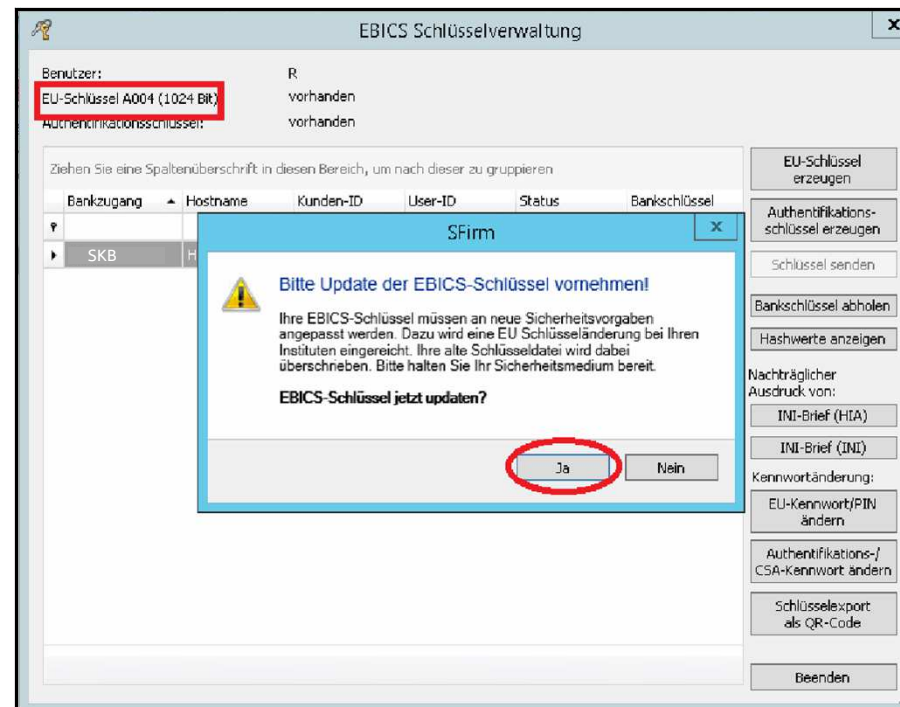 EBICS Schlüsselverwaltung
x
Benutzer: R
EU-Schlüssel A004 (1024 Bit) vorhanden
Authentifikationsschlüssel: vorhanden
Ziehen Sie eine Spaltenüberschrift in diesen Bereich, um nach dieser zu gruppieren
Bankzugang Hostname Kunden-ID User-ID Status Bankschlüssel
SKB H
SFirm
x
Bitte Update der EBICS-Schlüssel vornehmen!
Ihre EBICS-Schlüssel müssen an neue Sicherheitsvorgaben
angepasst werden. Dazu wird eine EU Schlüsseländerung bei Ihren
Instituten eingereicht. Ihre alte Schlüsseldatei wird dabei
überschrieben. Bitte halten Sie Ihr Sicherheitsmedium bereit.
EBICS-Schlüssel jetzt updaten?
Ja Nein
EU-Schlüssel
erzeugen
Authentifikations-
schlüssel erzeugen
Schlüssel senden
Bankschlüssel abholen
Hashwerte anzeigen
Nachträglicher
Ausdruck von:
INI-Brief (HIA)
INI-Brief (INI)
Kennwortänderung:
EU-Kennwort/PIN
ändern
Authentifikations-/
CSA-Kennwort ändern
Schlüsselexport
als QR-Code
Beenden